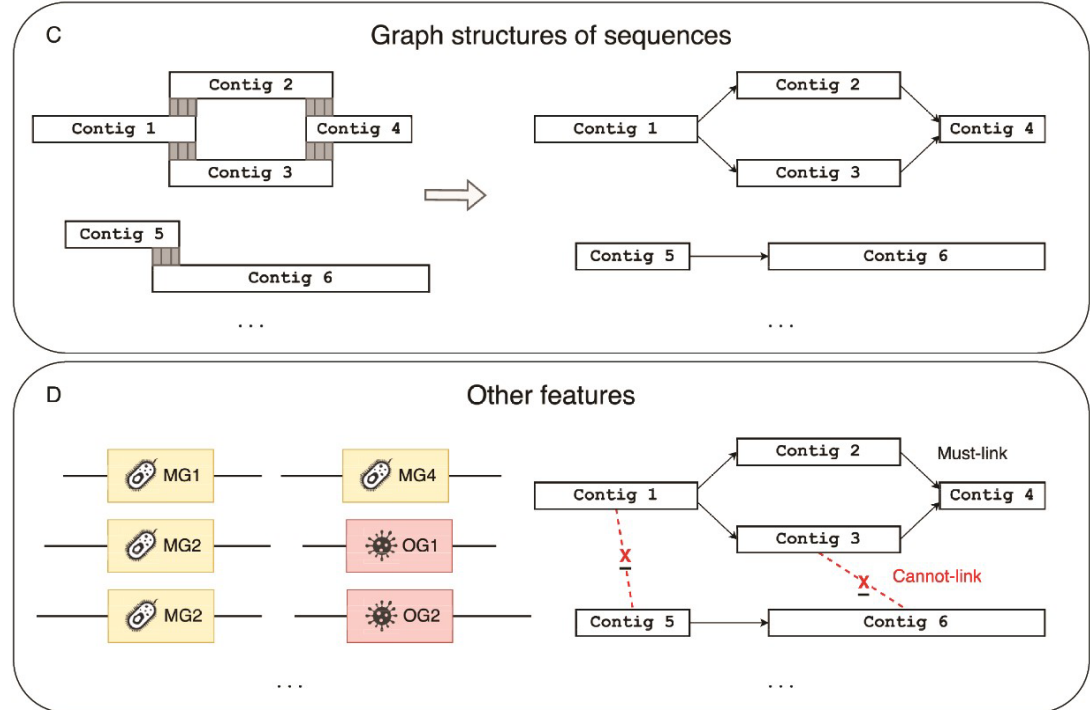 C
Graph structures of sequences
Contig 2
Contig 1
Contig 4
Contig 3
Contig 5
Contig 6
...
Contig 2
Contig 1
Contig 4
Contig 3
Contig 5
Contig 6
...
D
Other features
MG1
MG4
MG2
OG1
MG2
OG2
...
Contig 2
Must-link
Contig 1
Contig 4
Contig 3
X
X
Cannot-link
Contig 5
Contig 6
...